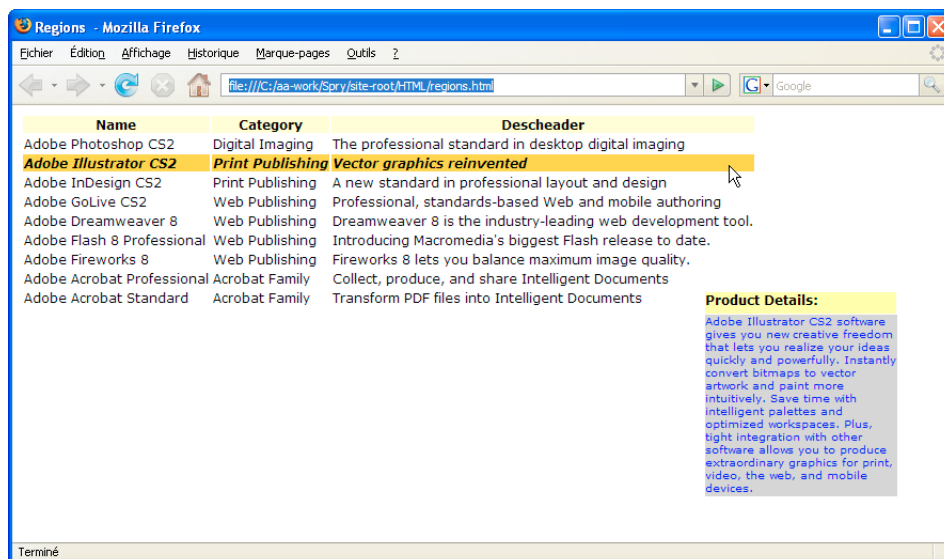 Regions - Mozilla Firefox
Fichier Édition Affichage Historique Marque-pages Outils ?
file:///C:/aa-work/Spry/site-root/HTML/regions.html G Google
Name Category Descheader
Adobe Photoshop CS2 Digital Imaging The professional standard in desktop digital imaging
Adobe Illustrator CS2 Print Publishing Vector graphics reinvented
Adobe InDesign CS2 Print Publishing A new standard in professional layout and design
Adobe GoLive CS2 Web Publishing Professional, standards-based Web and mobile authoring
Adobe Dreamweaver 8 Web Publishing Dreamweaver 8 is the industry-leading web development tool.
Adobe Flash 8 Professional Web Publishing Introducing Macromedia's biggest Flash release to date.
Adobe Fireworks 8 Web Publishing Fireworks 8 lets you balance maximum image quality.
Adobe Acrobat Professional Acrobat Family Collect, produce, and share Intelligent Documents
Adobe Acrobat Standard Acrobat Family Transform PDF files into Intelligent Documents
Product Details:
Adobe Illustrator CS2 software
gives you new creative freedom
that lets you realize your ideas
quickly and powerfully. Instantly
convert bitmaps to vector
artwork and paint more
intuitively. Save time with
intelligent palettes and
optimized workspaces. Plus,
tight integration with other
software allows you to produce
extraordinary graphics for print,
video, the web, and mobile
devices.
Terminé